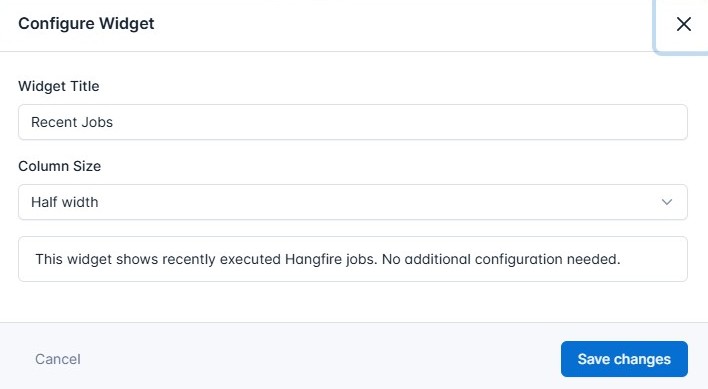 Configure Widget
Widget Title
Recent Jobs
Column Size
Half width
This widget shows recently executed Hangfire jobs. No additional configuration needed.
Cancel
Save changes